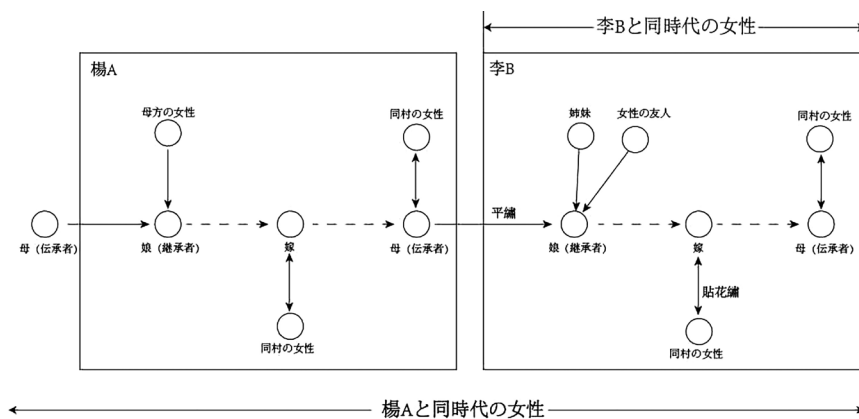 李Bと同時代の女性
楊A
李B
母方の女性
同村の女性
姉妹
女性の友人
同村の女性
平繍
母（伝承者）
娘（継承者）
嫁
母（伝承者）
娘（継承者）
嫁
母（伝承者）
貼花繍
同村の女性
同村の女性
楊Aと同時代の女性